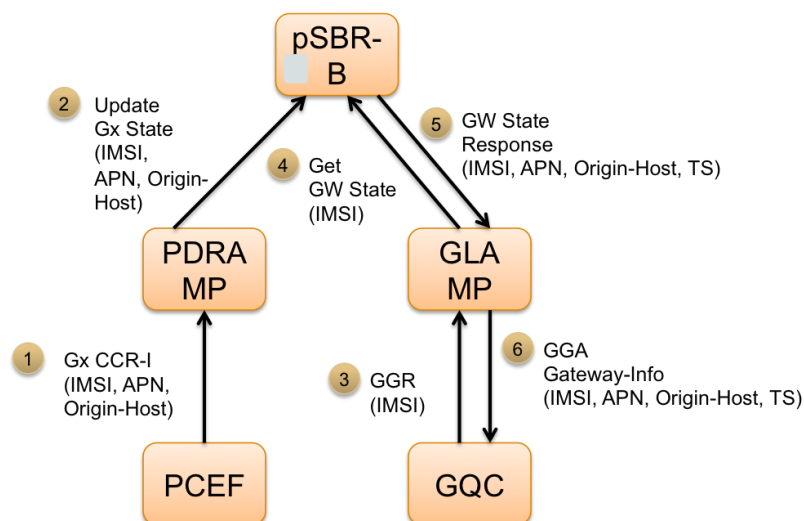 pSBR-
B
2
Update
Gx State
(IMSI,
APN, Origin-
Host)
5
GW State
Response
(IMSI, APN, Origin-Host, TS)
4
Get
GW State
(IMSI)
PDRA
MP
GLA
MP
1
Gx CCR-I
(IMSI, APN,
Origin-Host)
3
GGR
(IMSI)
6
GGA
Gateway-Info
(IMSI, APN, Origin-Host, TS)
PCEF
GQC